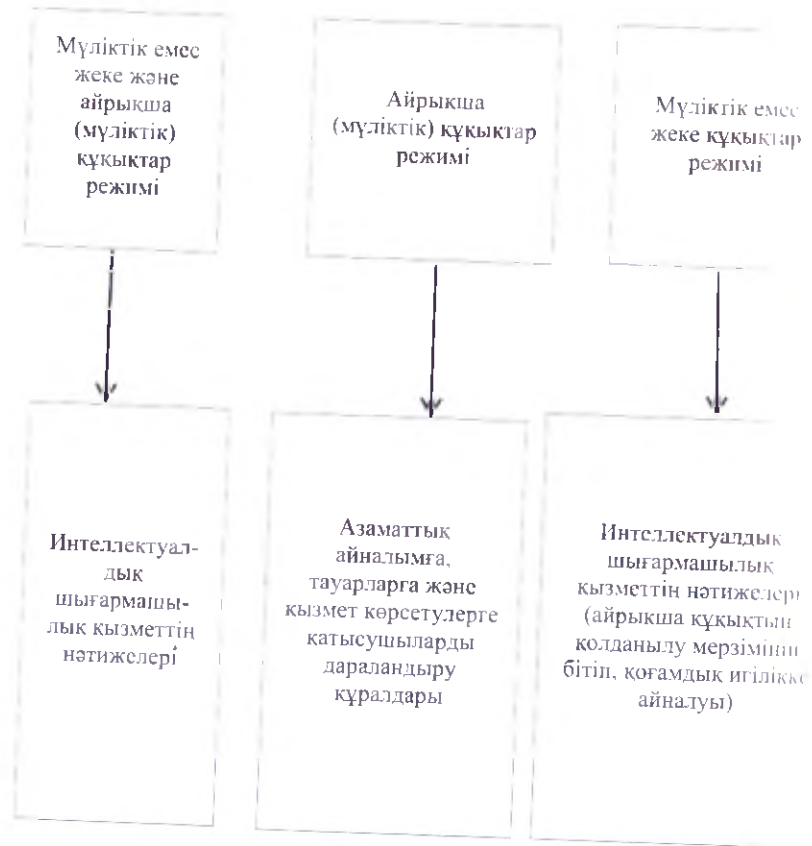 Мүліктік емес
жеке және
айрықша
(мүліктік)
құқықтар
режимі
Айрықша
(мүліктік) құқықтар
режимі
Мүліктік емес
жеке құқықтар
режимі
Интеллектуал-
дық
шығармашы-
лық қызметтің
нәтижелері
Азаматтық
айналымға,
тауарларға және
қызмет көрсетулерге
қатысушыларды
дараландыру
құралдары
Интеллектуалдық
шығармашылық
қызметтің нәтижелері
(айрықша құқықтың
қолданылу мерзімінің
бітіп, қоғамдық игілікке
айналуы)